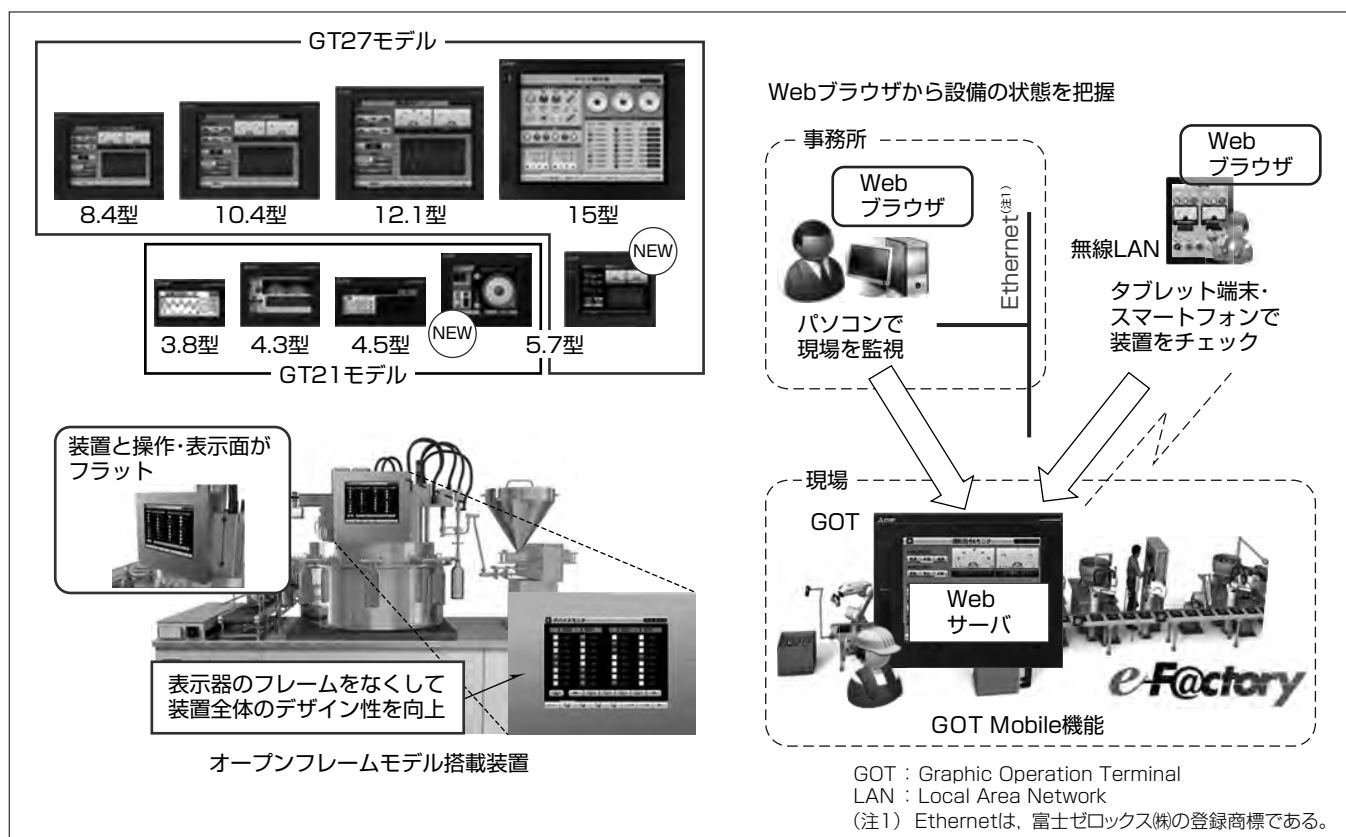 GT27モデル
8.4型
10.4型
12.1型
15型
NEW
3.8型
4.3型
4.5型
NEW
5.7型
GT21モデル
装置と操作・表示面が
フラット
デバイスモニタ
表示器のフレームをなくして
装置全体のデザイン性を向上
オープンフレームモデル搭載装置
Webブラウザから設備の状態を把握
事務所
Web
ブラウザ
パソコンで
現場を監視
Ethernet(注1)
Web
ブラウザ
無線LAN
タブレット端末・
スマートフォンで
装置をチェック
現場
GOT
Web
サーバ
e-F@ctory
GOT Mobile機能
GOT : Graphic Operation Terminal
LAN : Local Area Network
(注1) Ethernetは, 富士ゼロックス㈱の登録商標である。